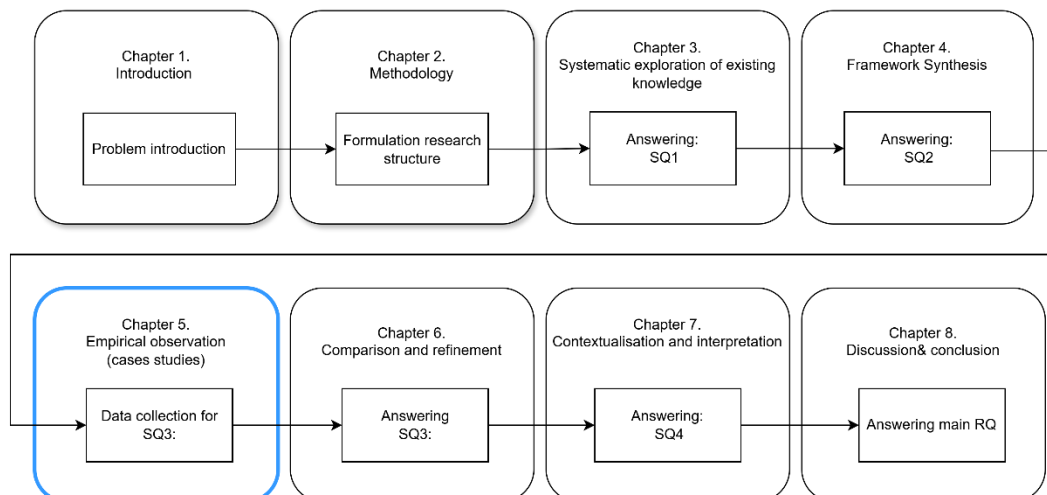 Chapter 1.
Introduction
Problem introduction
Chapter 2.
Methodology
Formulation research
structure
Chapter 3.
Systematic exploration of existing
knowledge
Answering:
SQ1
Chapter 4.
Framework Synthesis
Answering:
SQ2
Chapter 5.
Empirical observation
(cases studies)
Data collection for
SQ3:
Chapter 6.
Comparison and refinement
Answering
SQ3:
Chapter 7.
Contextualisation and interpretation
Answering:
SQ4
Chapter 8.
Discussion& conclusion
Answering main RQ